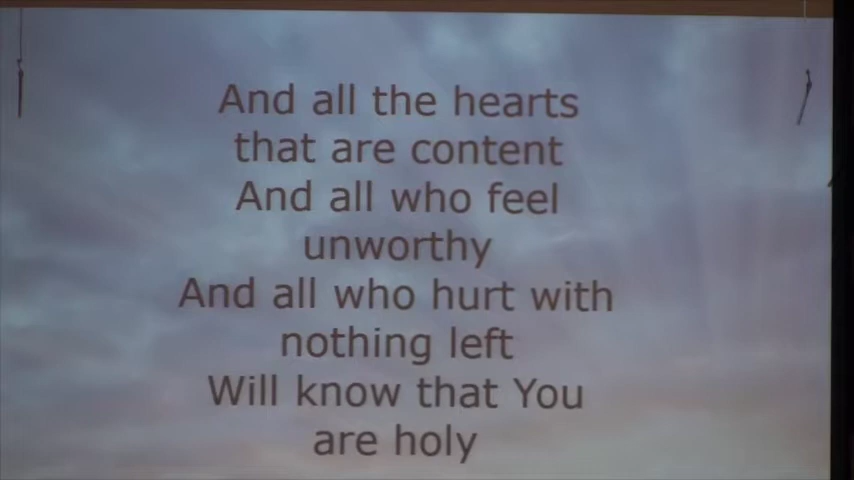 And all the hearts
that are content
And all who feel
unworthy
And all who hurt with
nothing left
Will know that You
are holy